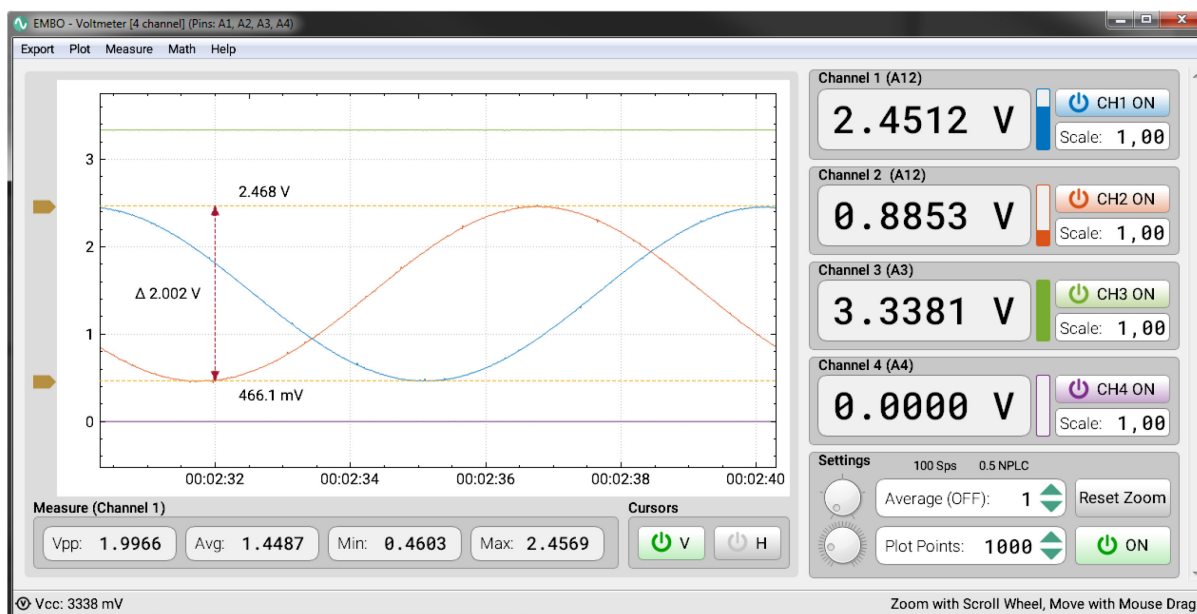 EMBO - Voltmeter [4 channel] (Pins: A1, A2, A3, A4)
Export Plot Measure Math Help
3
2
1
0
2.468 V
Δ 2.002 V
466.1 mV
00:02:32 00:02:34 00:02:36 00:02:38 00:02:40
Measure (Channel 1)
Vpp: 1.9966 Avg: 1.4487 Min: 0.4603 Max: 2.4569
Cursors
V H
Channel 1 (A12)
2.4512 V
CH1 ON
Scale: 1,00
Channel 2 (A12)
0.8853 V
CH2 ON
Scale: 1,00
Channel 3 (A3)
3.3381 V
CH3 ON
Scale: 1,00
Channel 4 (A4)
0.0000 V
CH4 ON
Scale: 1,00
Settings 100 Sps 0.5 NPLC
Average (OFF): 1 Reset Zoom
Plot Points: 1000 ON
Vcc: 3338 mV Zoom with Scroll Wheel, Move with Mouse Drag